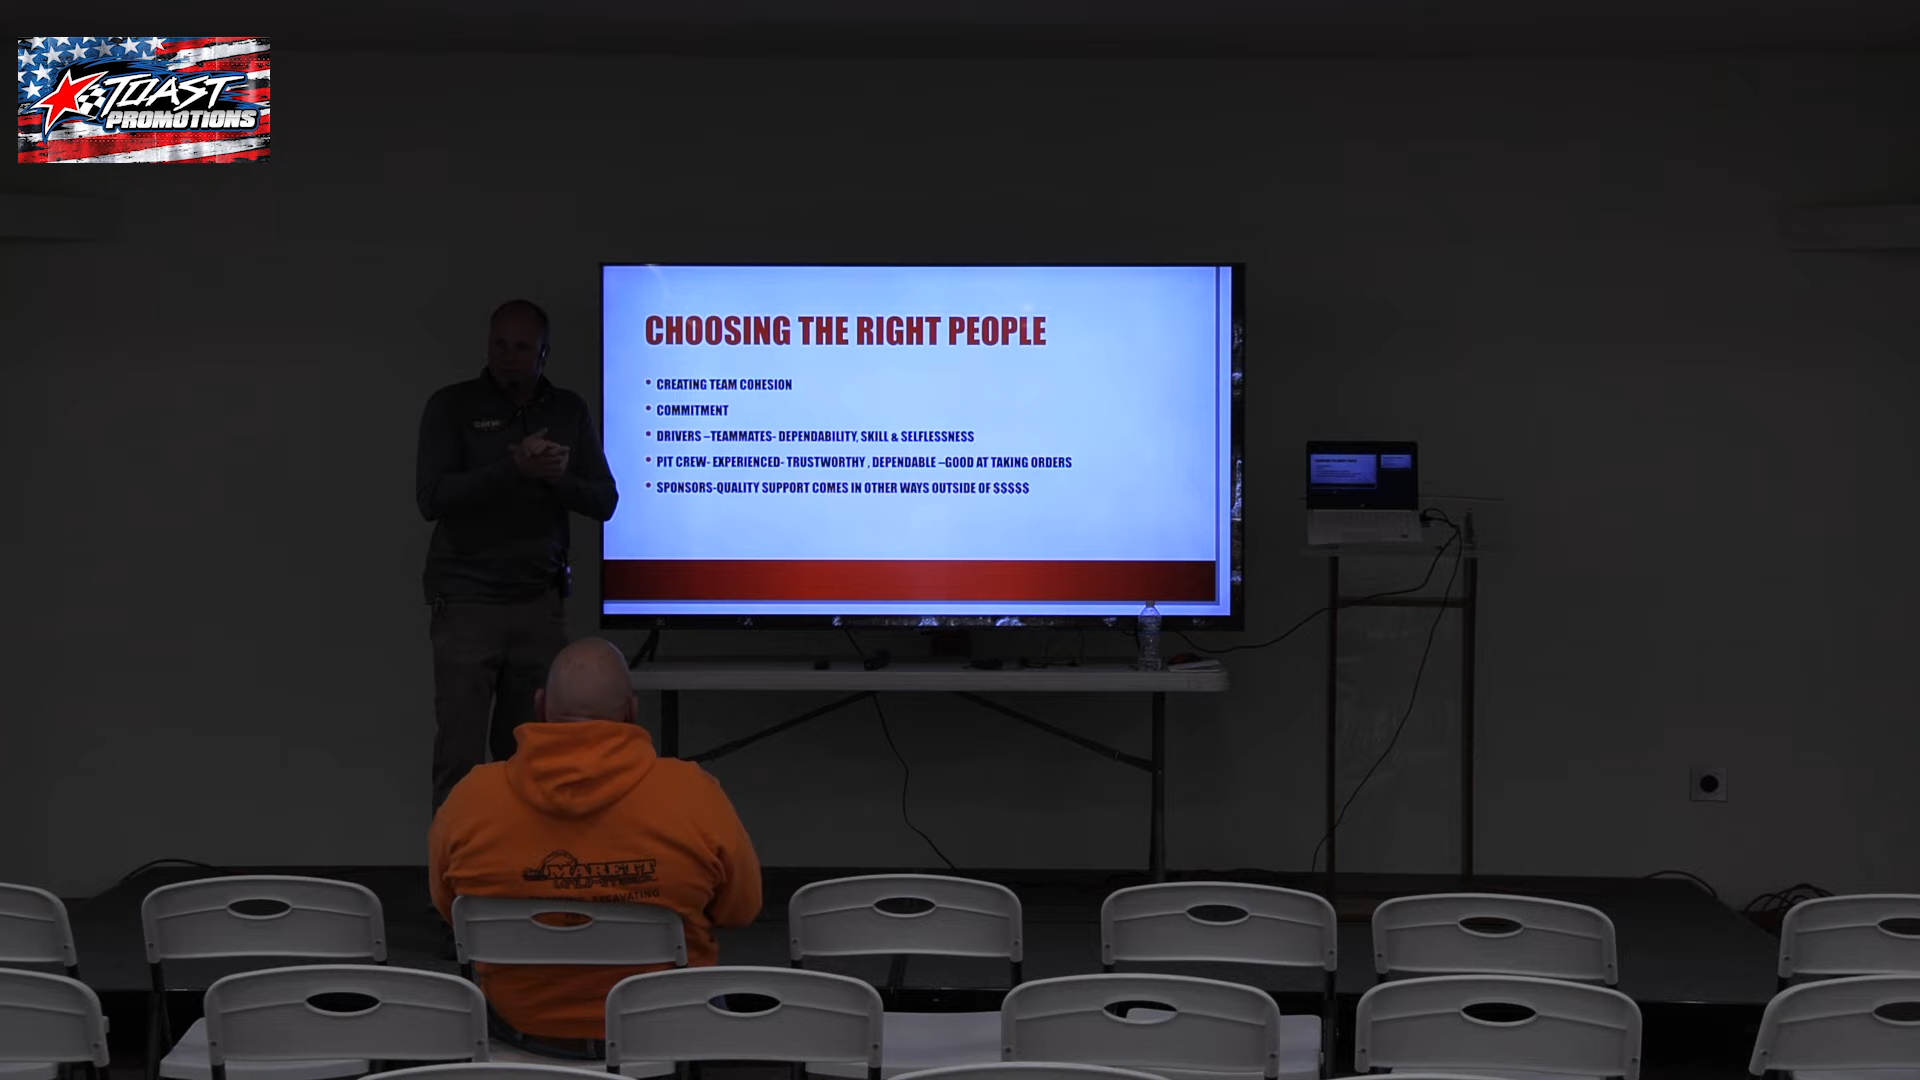 TOAST
PROMOTIONS
CHOOSING THE RIGHT PEOPLE
• CREATING TEAM COHESION
• COMMITMENT
• DRIVERS –TEAMMATES- DEPENDABILITY, SKILL & SELFLESSNESS
• PIT CREW- EXPERIENCED- TRUSTWORTHY , DEPENDABLE –GOOD AT TAKING ORDERS
• SPONSORS-QUALITY SUPPORT COMES IN OTHER WAYS OUTSIDE OF $$$$$
MARETT
UNLIMITED
EXCAVATING